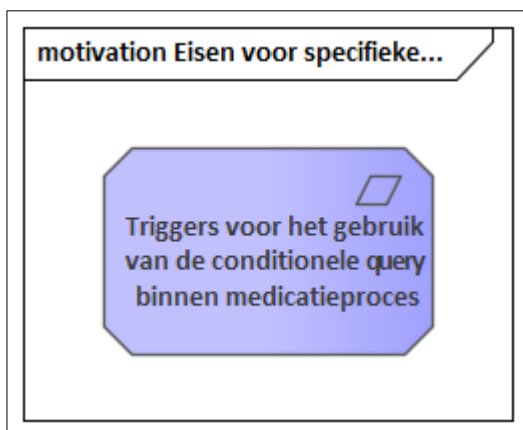 motivation Eisen voor specifieke...
Triggers voor het gebruik
van de conditionele query
binnen medicatieproces